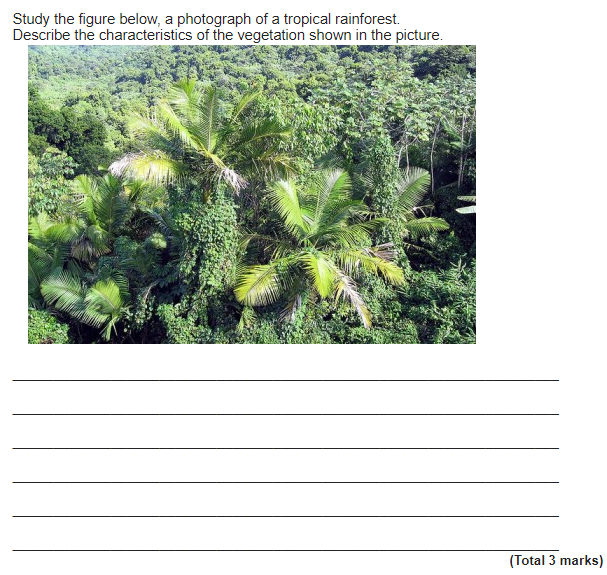 Study the figure below, a photograph of a tropical rainforest.
Describe the characteristics of the vegetation shown in the picture.
(Total 3 marks)